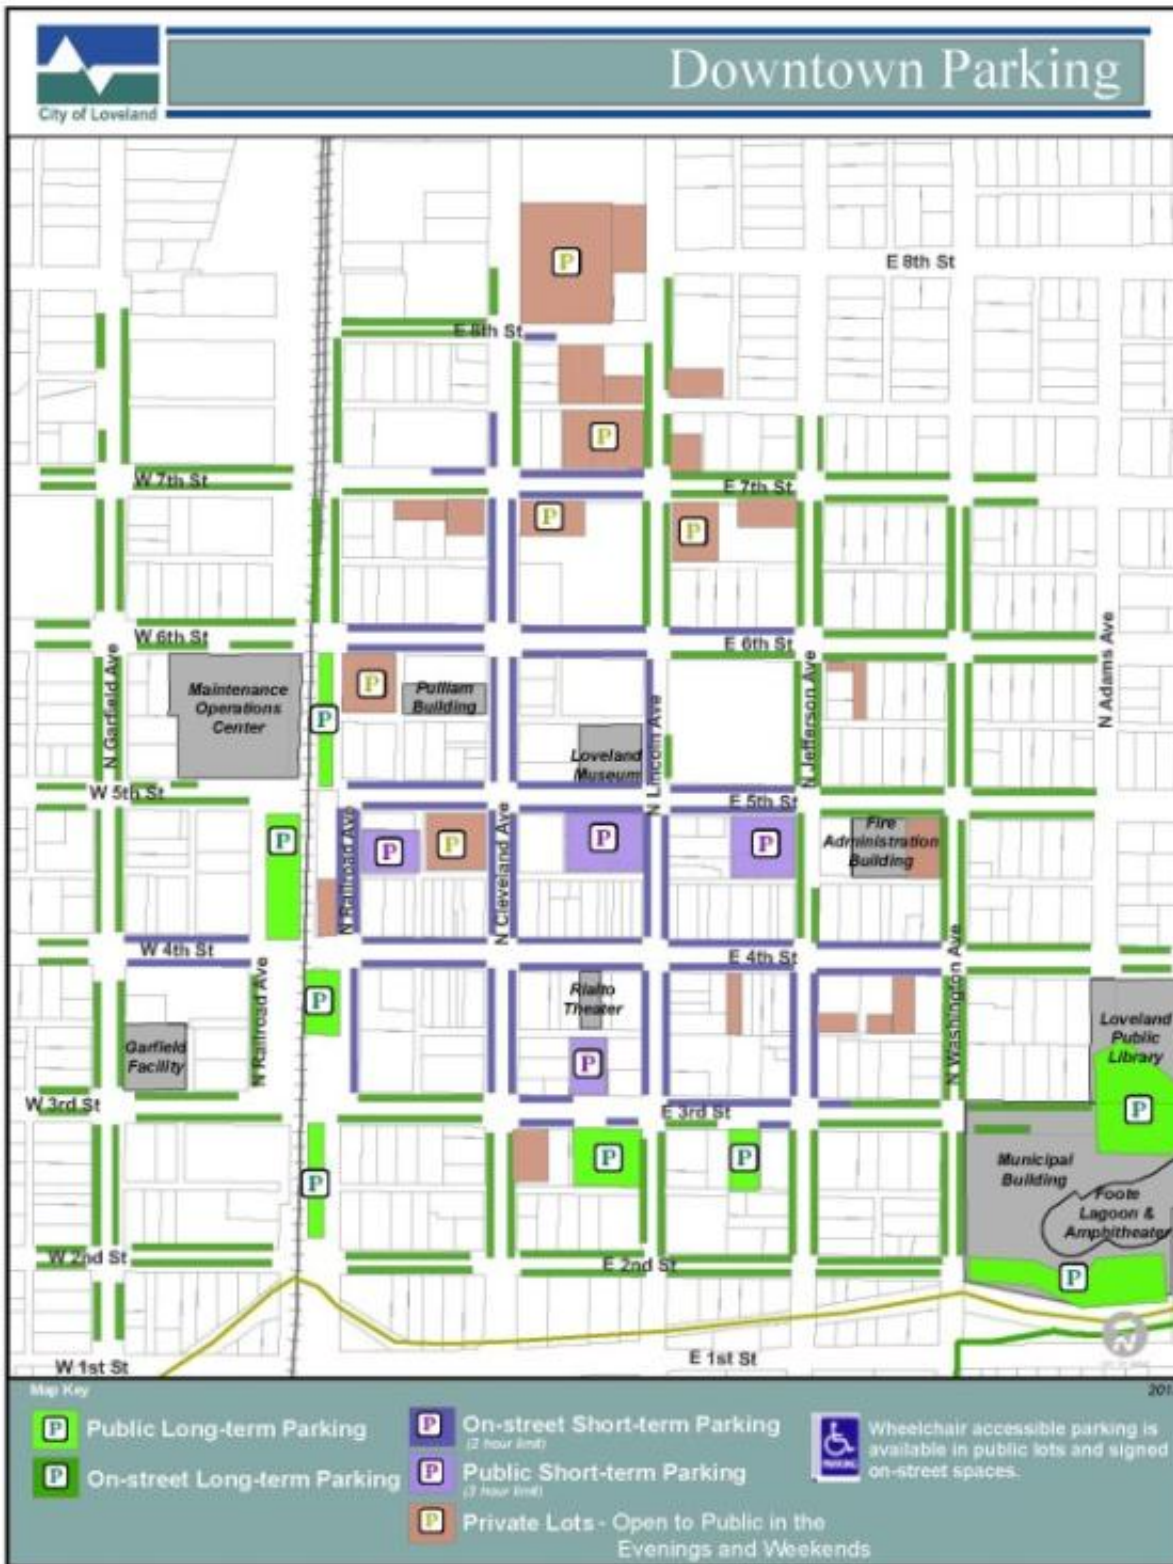 Downtown Parking
City of Loveland
E 8th St
P
E 8th St
P
W 7th St
E 7th St
P
P
W 6th St
E 6th St
N Garfield Ave
N Adams Ave
Maintenance
Operations
Center
P
P
Pulliam
Building
Loveland
Museum
N Lincoln Ave
N Jefferson Ave
W 5th St
E 5th St
P
N Railroad Ave
P
P
N Cleveland Ave
P
P
Fire
Administration
Building
W 4th St
E 4th St
N Railroad Ave
P
Rialto
Theater
N Washington Ave
Garfield
Facility
P
Loveland
Public
Library
P
W 3rd St
E 3rd St
P
P
P
Municipal
Building
Foote
Lagoon &
Amphitheater
W 2nd St
E 2nd St
P
W 1st St
E 1st St
Map Key
201
P Public Long-term Parking
P On-street Long-term Parking
P On-street Short-term Parking
(2 hour limit)
P Public Short-term Parking
(3 hour limit)
P Private Lots - Open to Public in the
Evenings and Weekends
PARKING
Wheelchair accessible parking is
available in public lots and signed
on-street spaces.